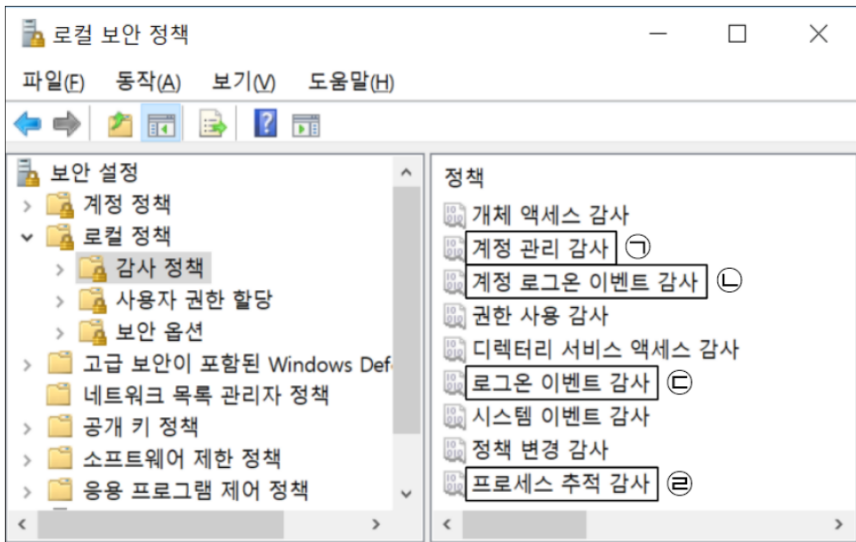 로컬 보안 정책
파일(F) 동작(A) 보기(V) 도움말(H)
보안 설정
계정 정책
로컬 정책
감사 정책
사용자 권한 할당
보안 옵션
고급 보안이 포함된 Windows Def
네트워크 목록 관리자 정책
공개 키 정책
소프트웨어 제한 정책
응용 프로그램 제어 정책
정책
개체 액세스 감사
계정 관리 감사 ㉠
계정 로그온 이벤트 감사 ㉡
권한 사용 감사
디렉터리 서비스 액세스 감사
로그온 이벤트 감사 ㉢
시스템 이벤트 감사
정책 변경 감사
프로세스 추적 감사 ㉣